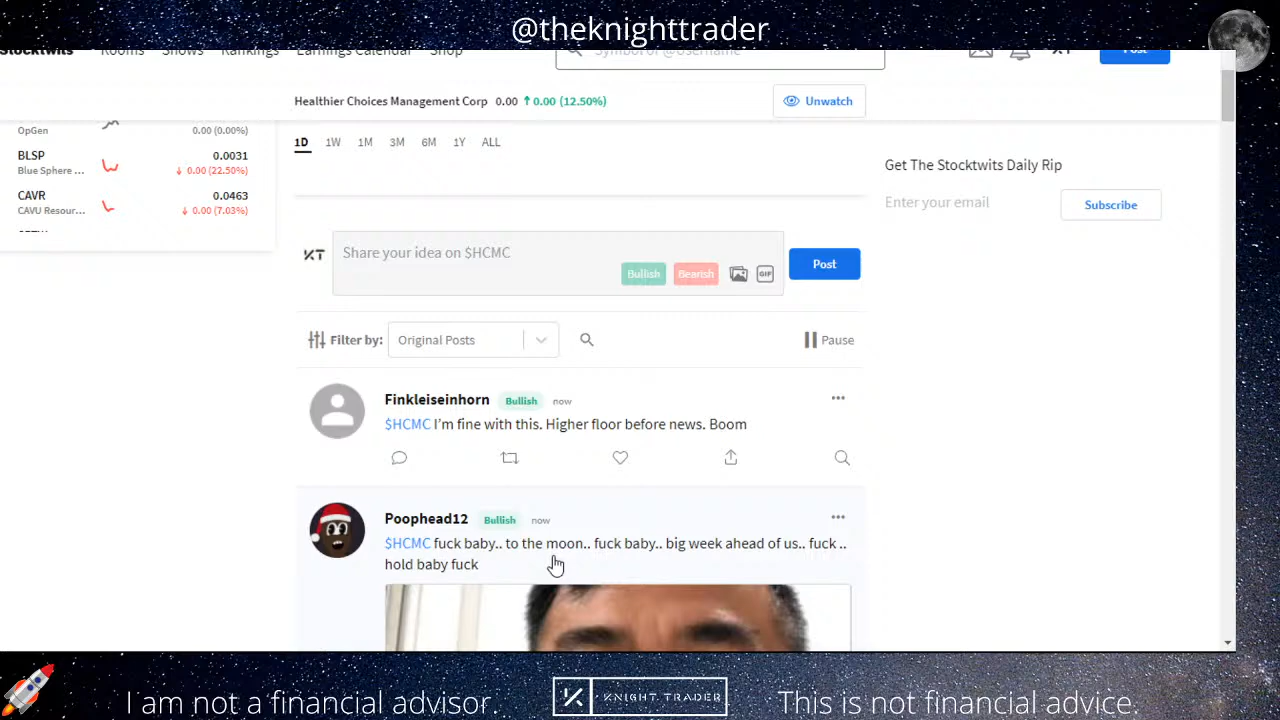 @theknighttrader
Stocktwits Rooms Shows Rankings Earnings Calendar Shop
Symbol or @Username
Post
Healthier Choices Management Corp 0.00 ↑ 0.00 (12.50%)
Unwatch
OpGen 0.00 (0.00%)
BLSP 0.0031
Blue Sphere ... ↓ 0.00 (22.50%)
CAVR 0.0463
CAVU Resour... ↓ 0.00 (7.03%)
1D 1W 1M 3M 6M 1Y ALL
Share your idea on $HCMC
Bullish Bearish GIF
Post
Filter by: Original Posts
Pause
Finkleiseinhorn Bullish now
$HCMC I'm fine with this. Higher floor before news. Boom
Poophead12 Bullish now
$HCMC fuck baby.. to the moon.. fuck baby.. big week ahead of us.. fuck ..
hold baby fuck
Get The Stocktwits Daily Rip
Enter your email
Subscribe
I am not a financial advisor.
KNIGHT TRADER
This is not financial advice.